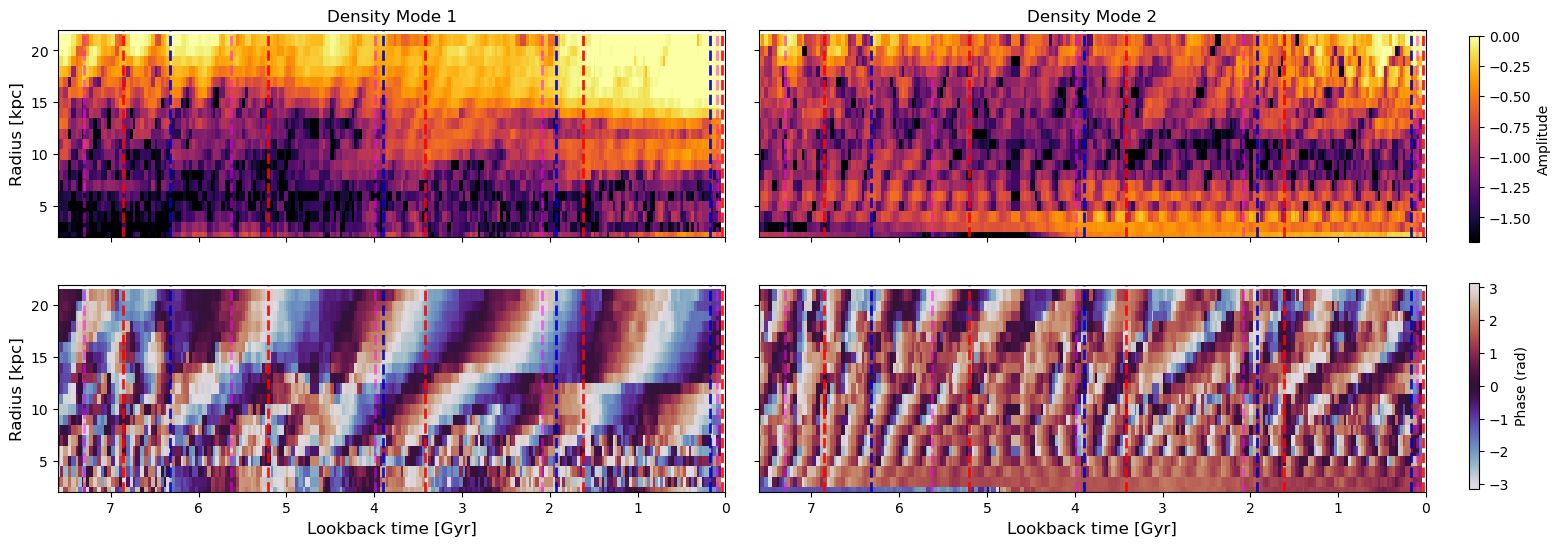 Density Mode 1
Density Mode 2
Radius [kpc]
20
15
10
5
0.00
−0.25
−0.50
−0.75
−1.00
−1.25
−1.50
Amplitude
Radius [kpc]
20
15
10
5
7 6 5 4 3 2 1 0
Lookback time [Gyr]
7 6 5 4 3 2 1 0
Lookback time [Gyr]
3
2
1
0
−1
−2
−3
Phase (rad)